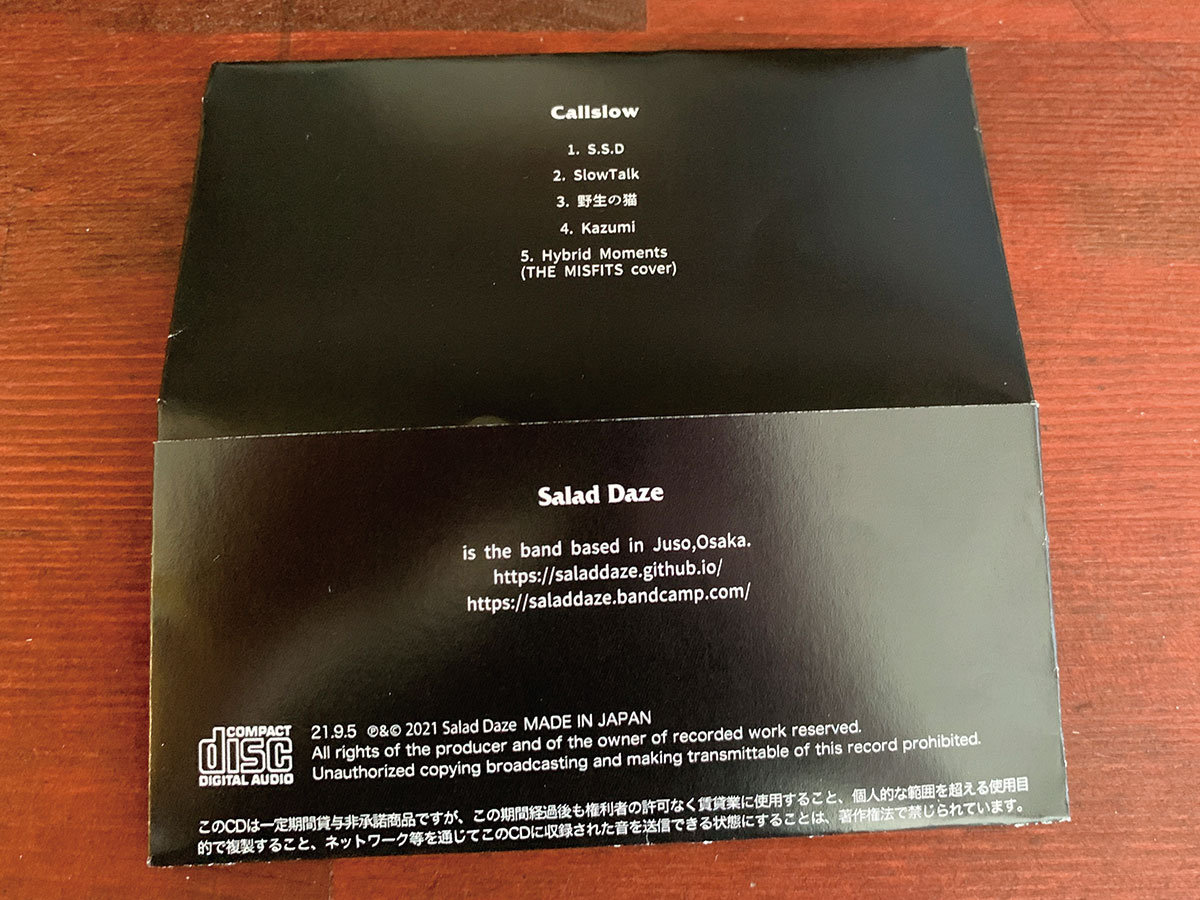 Callslow
1. S.S.D
2. SlowTalk
3. 野生の猫
4. Kazumi
5. Hybrid Moments
(THE MISFITS cover)
Salad Daze
is the band based in Juso,Osaka.
https://saladdaze.github.io/
https://saladdaze.bandcamp.com/
COMPACT
disc
DIGITAL AUDIO
21.9.5 ℗&© 2021 Salad Daze MADE IN JAPAN
All rights of the producer and of the owner of recorded work reserved.
Unauthorized copying broadcasting and making transmittable of this record prohibited.
このCDは一定期間貸与非承諾商品ですが、この期間経過後も権利者の許可なく賃貸業に使用すること、個人的な範囲を超える使用目
的で複製すること、ネットワーク等を通じてこのCDに収録された音を送信できる状態にすることは、著作権法で禁じられています。